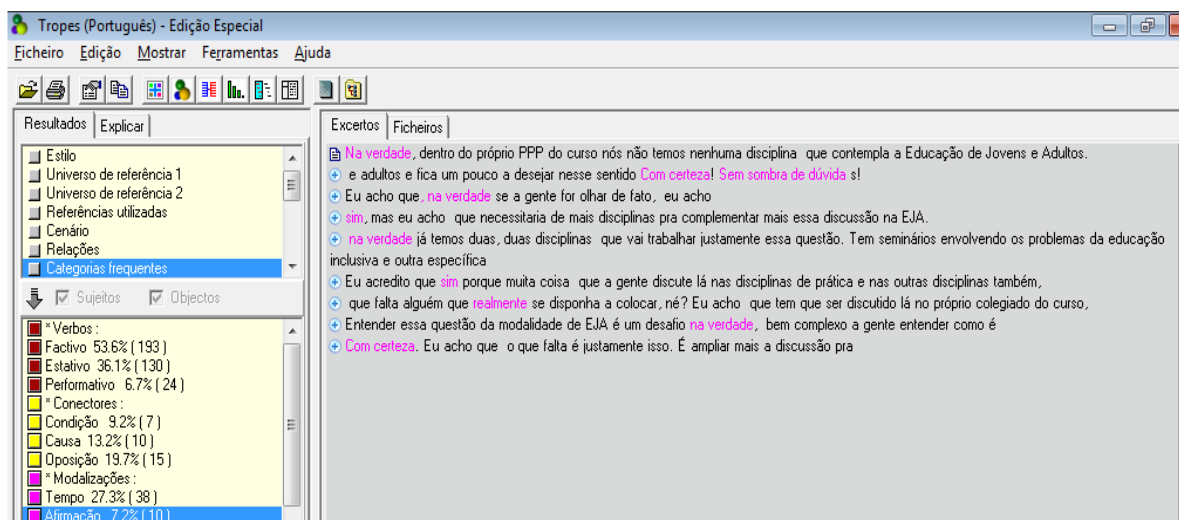 Tropes (Português) - Edição Especial
Ficheiro Edição Mostrar Ferramentas Ajuda
Resultados Explicar
Estilo
Universo de referência 1
Universo de referência 2
Referências utilizadas
Cenário
Relações
Categorias frequentes
Sujeitos Objectos
* Verbos :
Factivo 53.6% ( 193 )
Estativo 36.1% ( 130 )
Performativo 6.7% ( 24 )
* Conectores :
Condição 9.2% ( 7 )
Causa 13.2% ( 10 )
Oposição 19.7% ( 15 )
* Modalizações :
Tempo 27.3% ( 38 )
Afirmação 7.2% ( 10 )
Excertos Ficheiros
Na verdade, dentro do próprio PPP do curso nós não temos nenhuma disciplina que contempla a Educação de Jovens e Adultos.
e adultos e fica um pouco a desejar nesse sentido Com certeza! Sem sombra de dúvida s!
Eu acho que, na verdade se a gente for olhar de fato, eu acho
sim, mas eu acho que necessitaria de mais disciplinas pra complementar mais essa discussão na EJA.
na verdade já temos duas, duas disciplinas que vai trabalhar justamente essa questão. Tem seminários envolvendo os problemas da educação
inclusiva e outra específica
Eu acredito que sim porque muita coisa que a gente discute lá nas disciplinas de prática e nas outras disciplinas também,
que falta alguém que realmente se disponha a colocar, né? Eu acho que tem que ser discutido lá no próprio colegiado do curso,
Entender essa questão da modalidade de EJA é um desafio na verdade, bem complexo a gente entender como é
Com certeza. Eu acho que o que falta é justamente isso. É ampliar mais a discussão pra